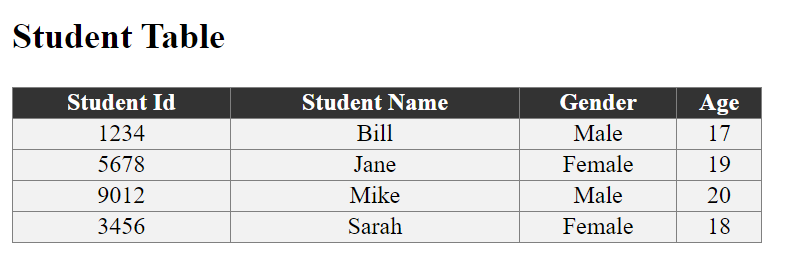 Student Table
Student Id Student Name Gender Age
1234 Bill Male 17
5678 Jane Female 19
9012 Mike Male 20
3456 Sarah Female 18